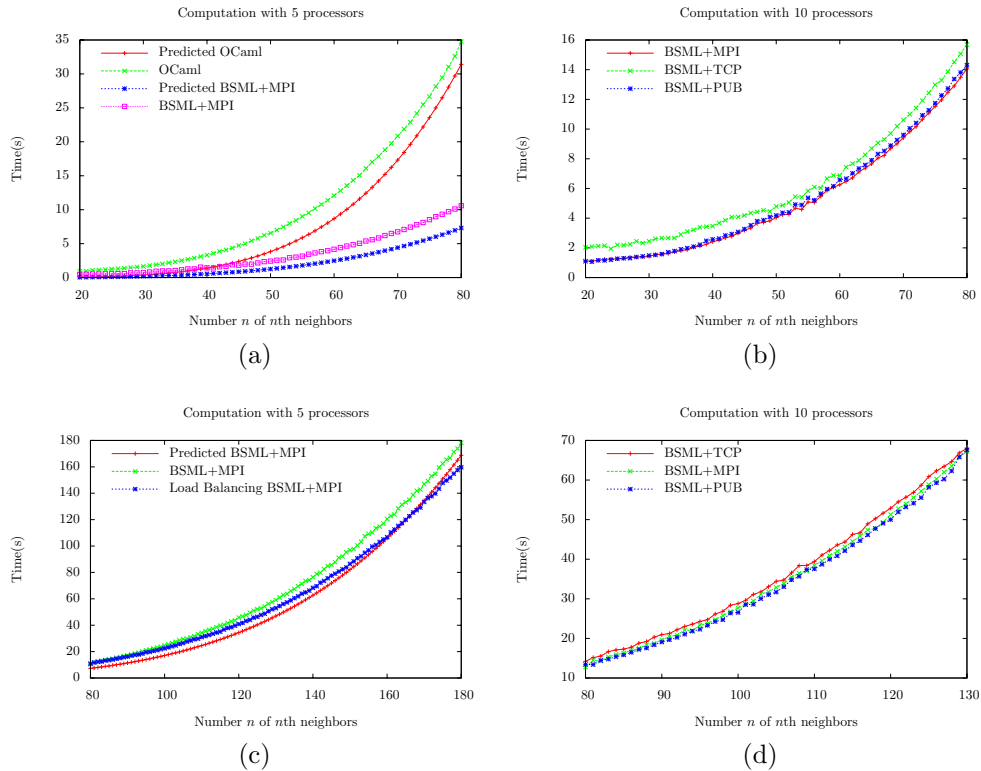 Computation with 5 processors
35
30
25
20
15
10
5
0
Time(s)
Predicted OCaml
OCaml
Predicted BSML+MPI
BSML+MPI
20 30 40 50 60 70 80
Number n of nth neighbors
(a)
Computation with 10 processors
16
14
12
10
8
6
4
2
0
Time(s)
BSML+MPI
BSML+TCP
BSML+PUB
20 30 40 50 60 70 80
Number n of nth neighbors
(b)
Computation with 5 processors
180
160
140
120
100
80
60
40
20
0
Time(s)
Predicted BSML+MPI
BSML+MPI
Load Balancing BSML+MPI
80 100 120 140 160 180
Number n of nth neighbors
(c)
Computation with 10 processors
70
60
50
40
30
20
10
Time(s)
BSML+TCP
BSML+MPI
BSML+PUB
80 90 100 110 120 130
Number n of nth neighbors
(d)